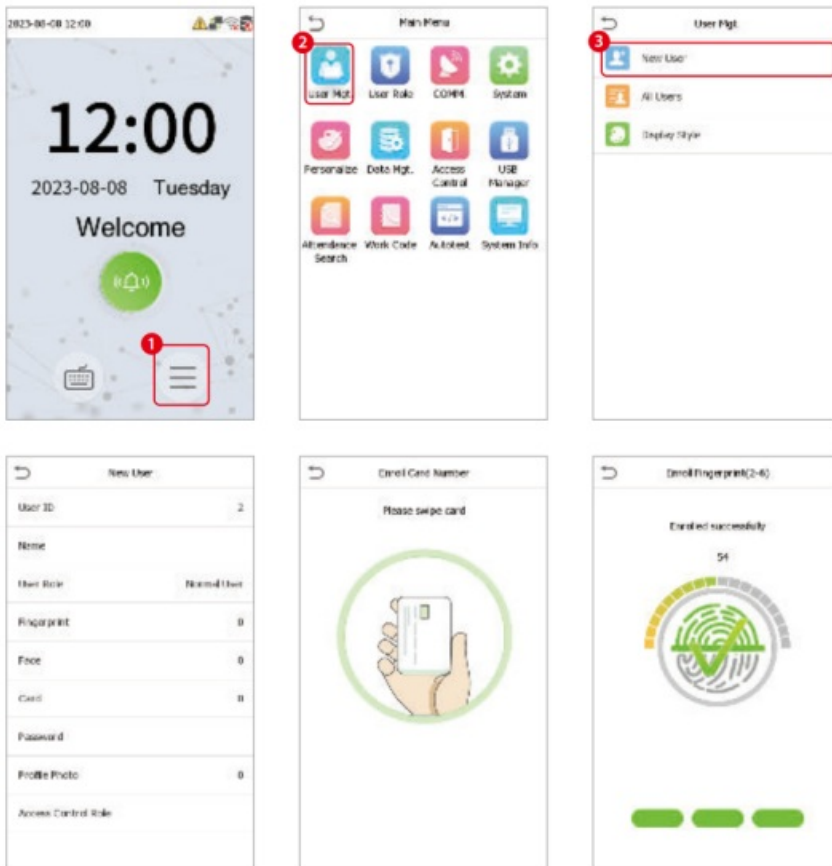 2023-08-08 12:00
12:00
2023-08-08 Tuesday
Welcome
1
Main Menu
2
User Mgt. User Role COMM. System
Personalize Data Mgt. Access Control USB Manager
Attendance Search Work Code Autotest System Info
User Mgt.
3
New User
All Users
Display Style
New User
User ID 2
Name
User Role Normal User
Fingerprint 0
Face 0
Card 0
Password
Profile Photo 0
Access Control Role
Enroll Card Number
Please swipe card
Enroll Fingerprint(2-6)
Enrolled successfully
54